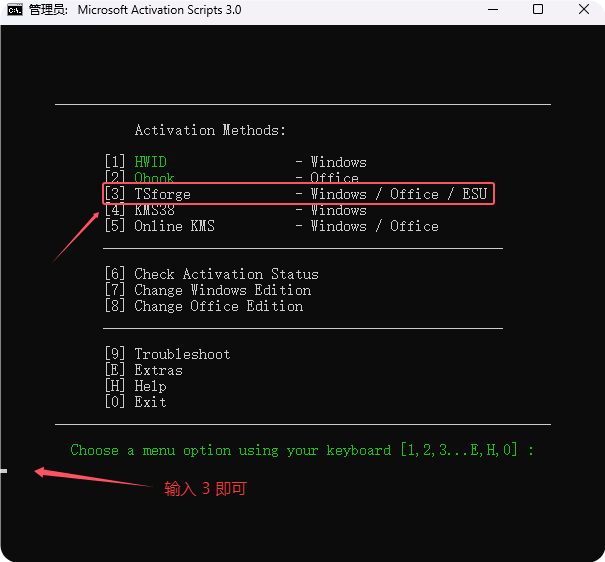 管理员: Microsoft Activation Scripts 3.0
Activation Methods:
[1] HWID - Windows
[2] Ohook - Office
[3] TSforge - Windows / Office / ESU
[4] KMS38 - Windows
[5] Online KMS - Windows / Office
[6] Check Activation Status
[7] Change Windows Edition
[8] Change Office Edition
[9] Troubleshoot
[E] Extras
[H] Help
[0] Exit
Choose a menu option using your keyboard [1,2,3...E,H,0] :
输入 3 即可